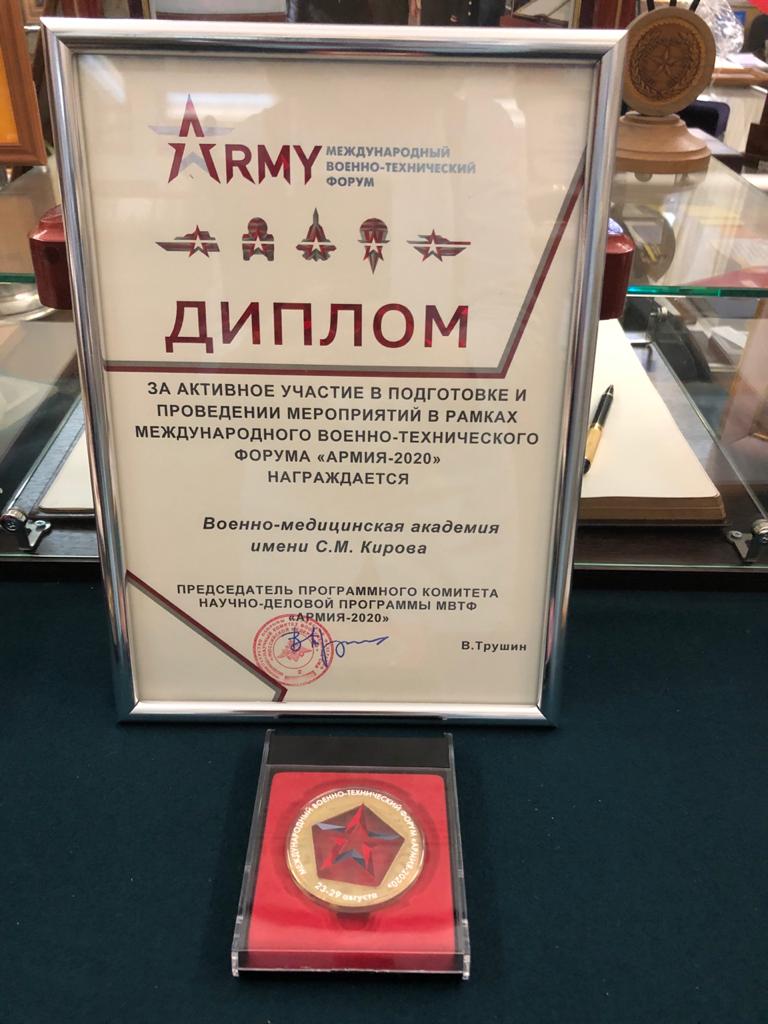 ARMY МЕЖДУНАРОДНЫЙ
ВОЕННО-ТЕХНИЧЕСКИЙ
ФОРУМ
ДИПЛОМ
ЗА АКТИВНОЕ УЧАСТИЕ В ПОДГОТОВКЕ И
ПРОВЕДЕНИИ МЕРОПРИЯТИЙ В РАМКАХ
МЕЖДУНАРОДНОГО ВОЕННО-ТЕХНИЧЕСКОГО
ФОРУМА «АРМИЯ-2020»
НАГРАЖДАЕТСЯ
Военно-медицинская академия
имени С.М. Кирова
ПРЕДСЕДАТЕЛЬ ПРОГРАММНОГО КОМИТЕТА
НАУЧНО-ДЕЛОВОЙ ПРОГРАММЫ МВТФ
«АРМИЯ-2020»
В.Трушин
МЕЖДУНАРОДНЫЙ ВОЕННО-ТЕХНИЧЕСКИЙ ФОРУМ «АРМИЯ-2020»
23-29 августа